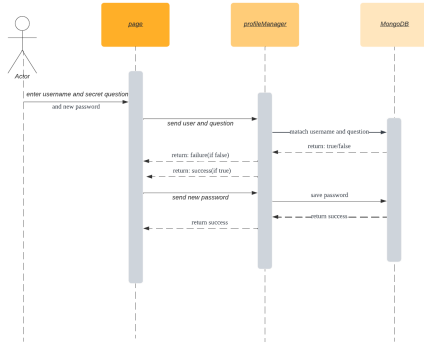 page
profileManager
MongoDB
Actor
enter username and secret question
and new password
send user and question
matach username and question
return: true/false
return: failure(if false)
return: success(if true)
send new password
save password
return success
return success